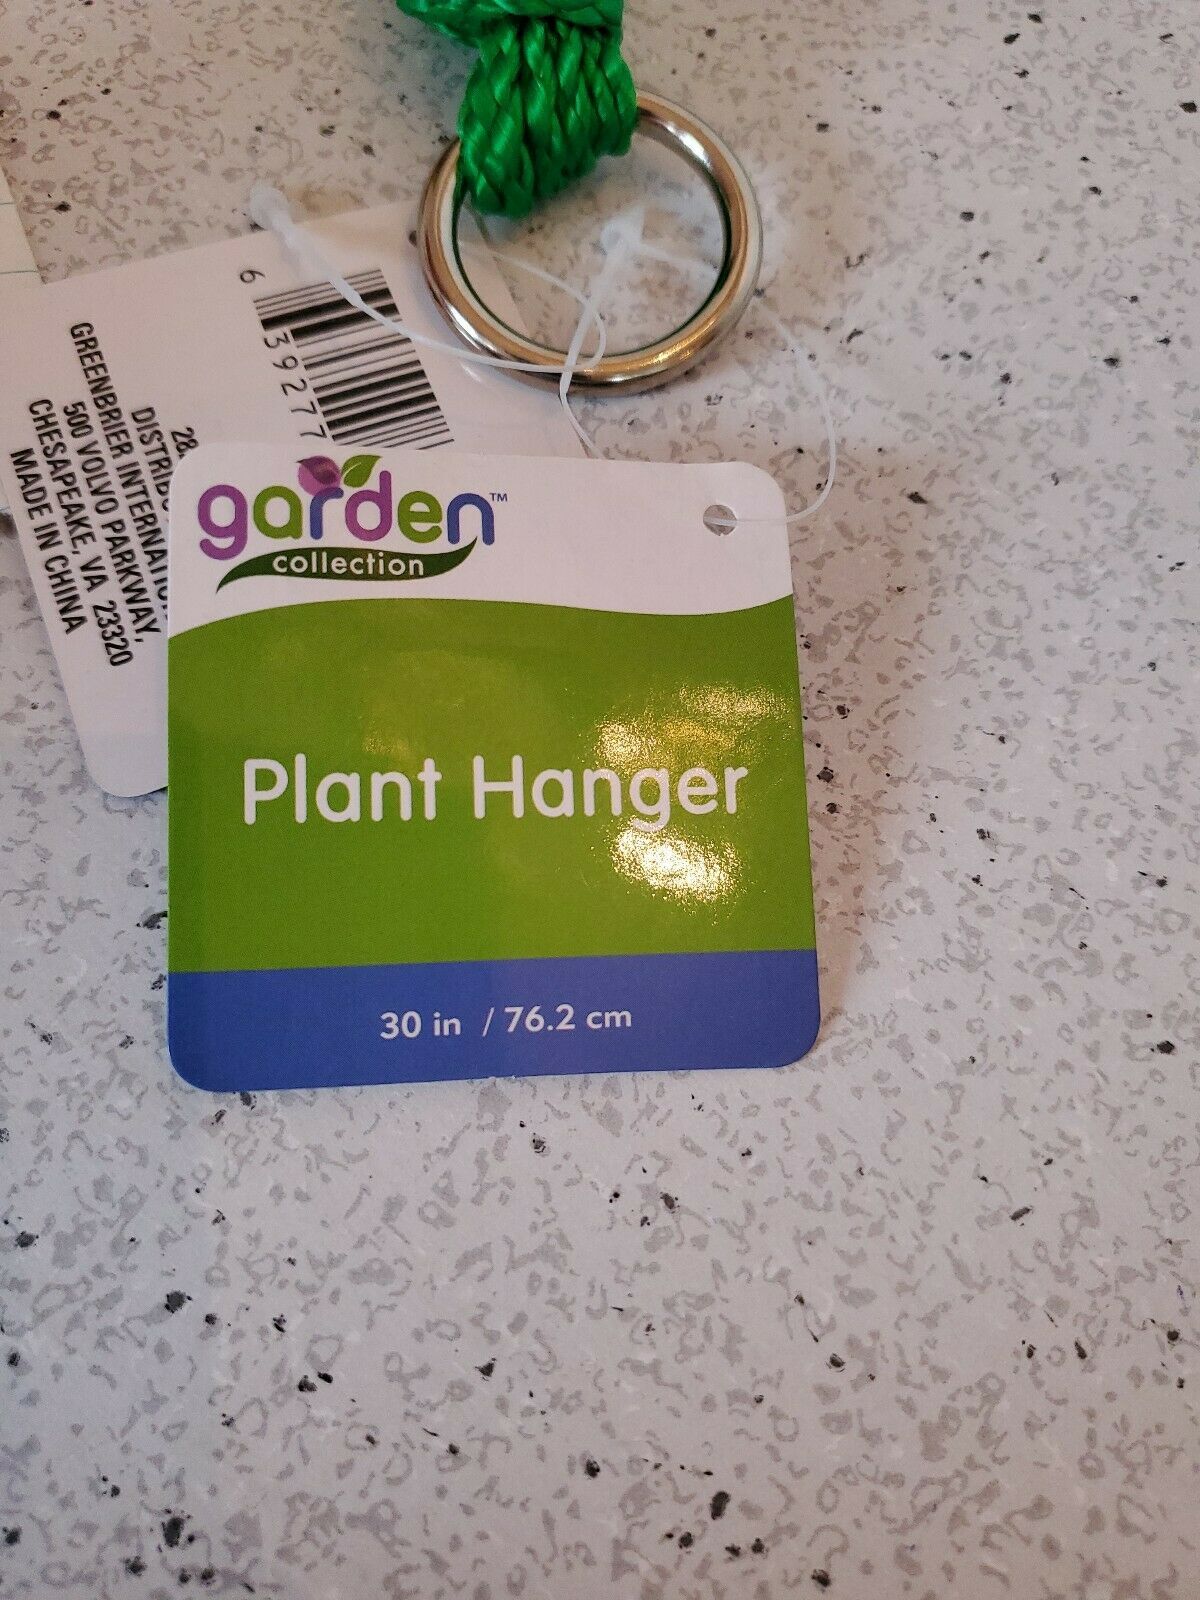 6 39277
28
GREENBRIER
500 VOLVO PARKWAY,
CHESAPEAKE, VA 23320
MADE IN CHINA
garden™
collection
Plant Hanger
30 in / 76.2 cm